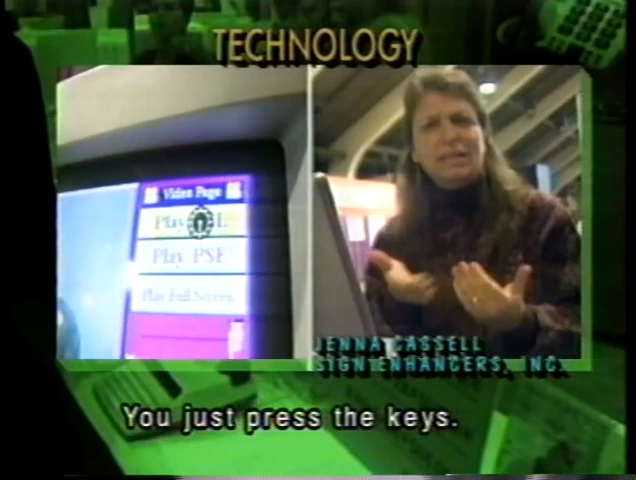 TECHNOLOGY
Video Page
Play
Play PSE
Play Full Screen
JENNA CASSELL
SIGN ENHANCERS, INC.
You just press the keys.